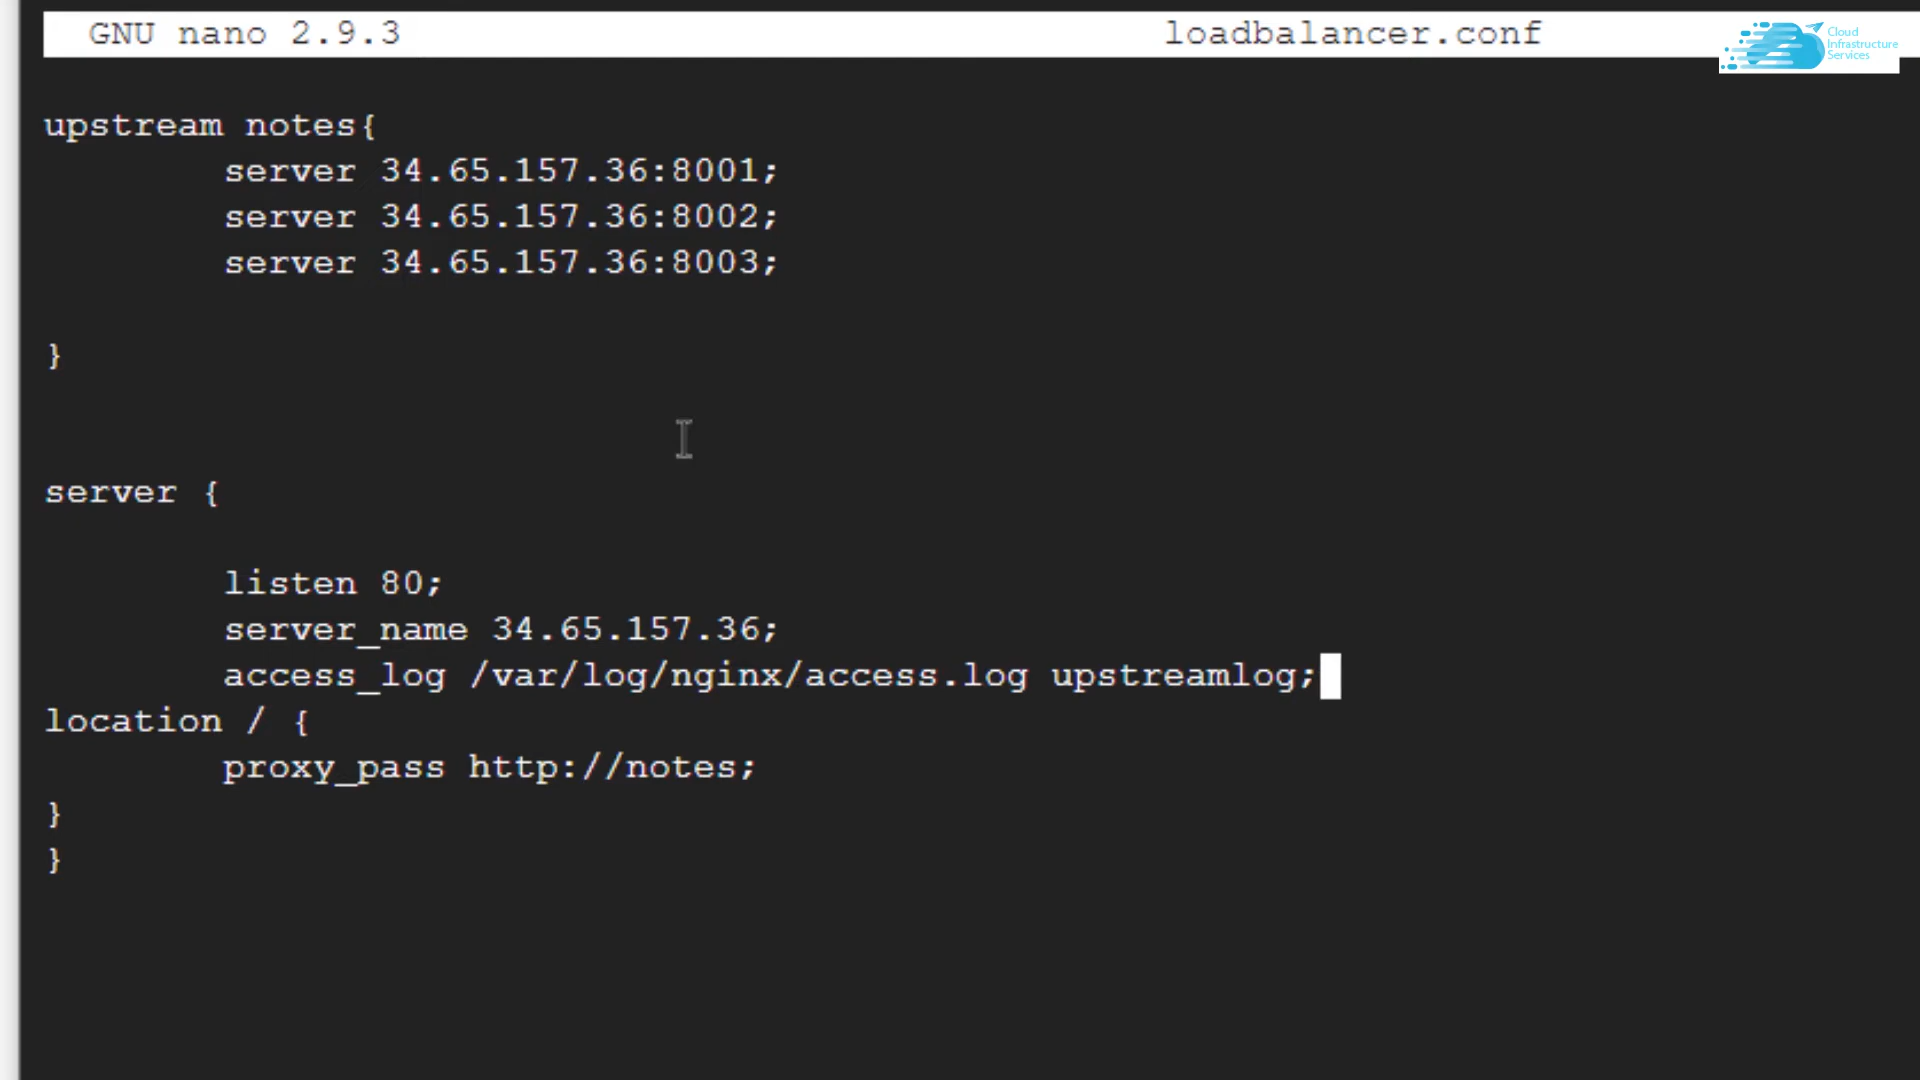 GNU nano 2.9.3 loadbalancer.conf
Cloud
Infrastructure
Services
upstream notes{
server 34.65.157.36:8001;
server 34.65.157.36:8002;
server 34.65.157.36:8003;
}
server {
listen 80;
server_name 34.65.157.36;
access_log /var/log/nginx/access.log upstreamlog;
location / {
proxy_pass http://notes;
}
}